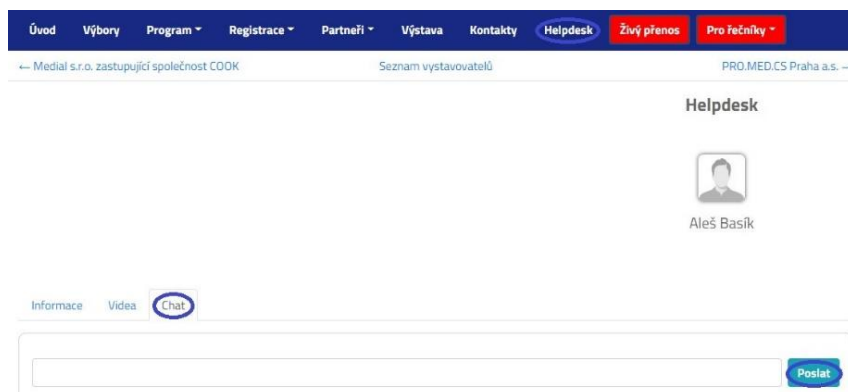 Úvod Výbory Program Registrace Partneři Výstava Kontakty Helpdesk Živý přenos Pro řečníky
← Medial s.r.o. zastupující společnost COOK Seznam vystavovatelů PRO.MED.CS Praha a.s. →
Helpdesk
Aleš Basík
Informace Videa Chat
Poslat